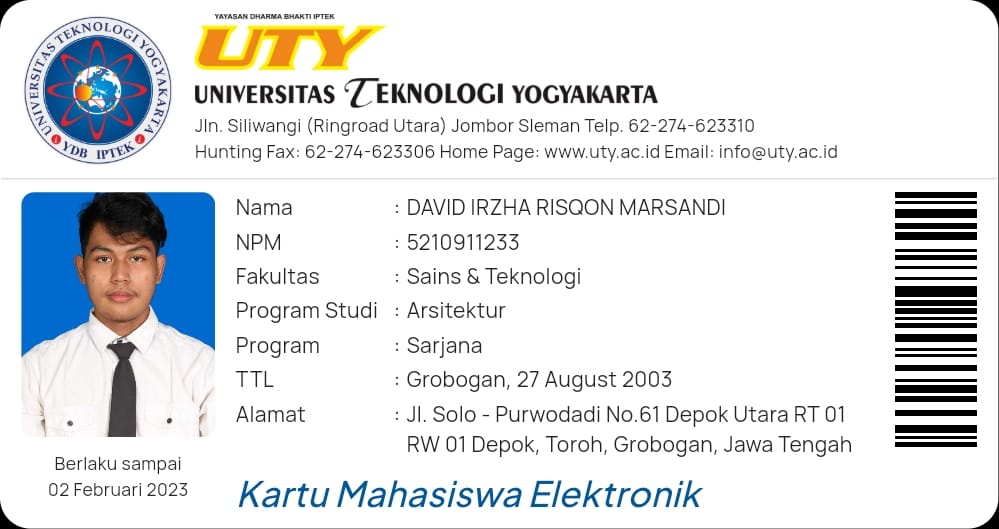 YAYASAN DHARMA BHAKTI IPTEK
UTY
UNIVERSITAS TEKNOLOGI YOGYAKARTA
UNIVERSITAS TEKNOLOGI YOGYAKARTA
YDB IPTEK
Jln. Siliwangi (Ringroad Utara) Jombor Sleman Telp. 62-274-623310
Hunting Fax: 62-274-623306 Home Page: www.uty.ac.id Email: info@uty.ac.id
Nama : DAVID IRZHA RISQON MARSANDI
NPM : 5210911233
Fakultas : Sains & Teknologi
Program Studi : Arsitektur
Program : Sarjana
TTL : Grobogan, 27 August 2003
Alamat : Jl. Solo - Purwodadi No.61 Depok Utara RT 01
RW 01 Depok, Toroh, Grobogan, Jawa Tengah
Berlaku sampai
02 Februari 2023
Kartu Mahasiswa Elektronik